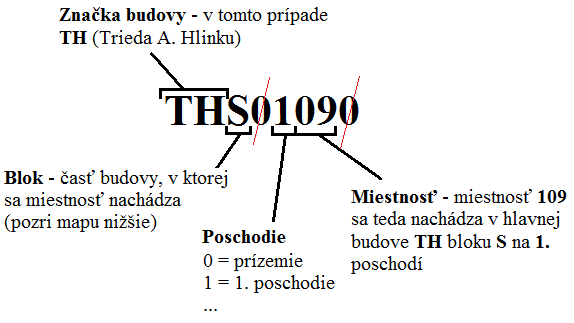 Značka budovy - v tomto prípade
TH (Trieda A. Hlinku)
THS01090
Blok - časť budovy, v ktorej
sa miestnosť nachádza
(pozri mapu nižšie)
Poschodie
0 = prízemie
1 = 1. poschodie
...
Miestnosť - miestnosť 109
sa teda nachádza v hlavnej
budove TH bloku S na 1.
poschodí